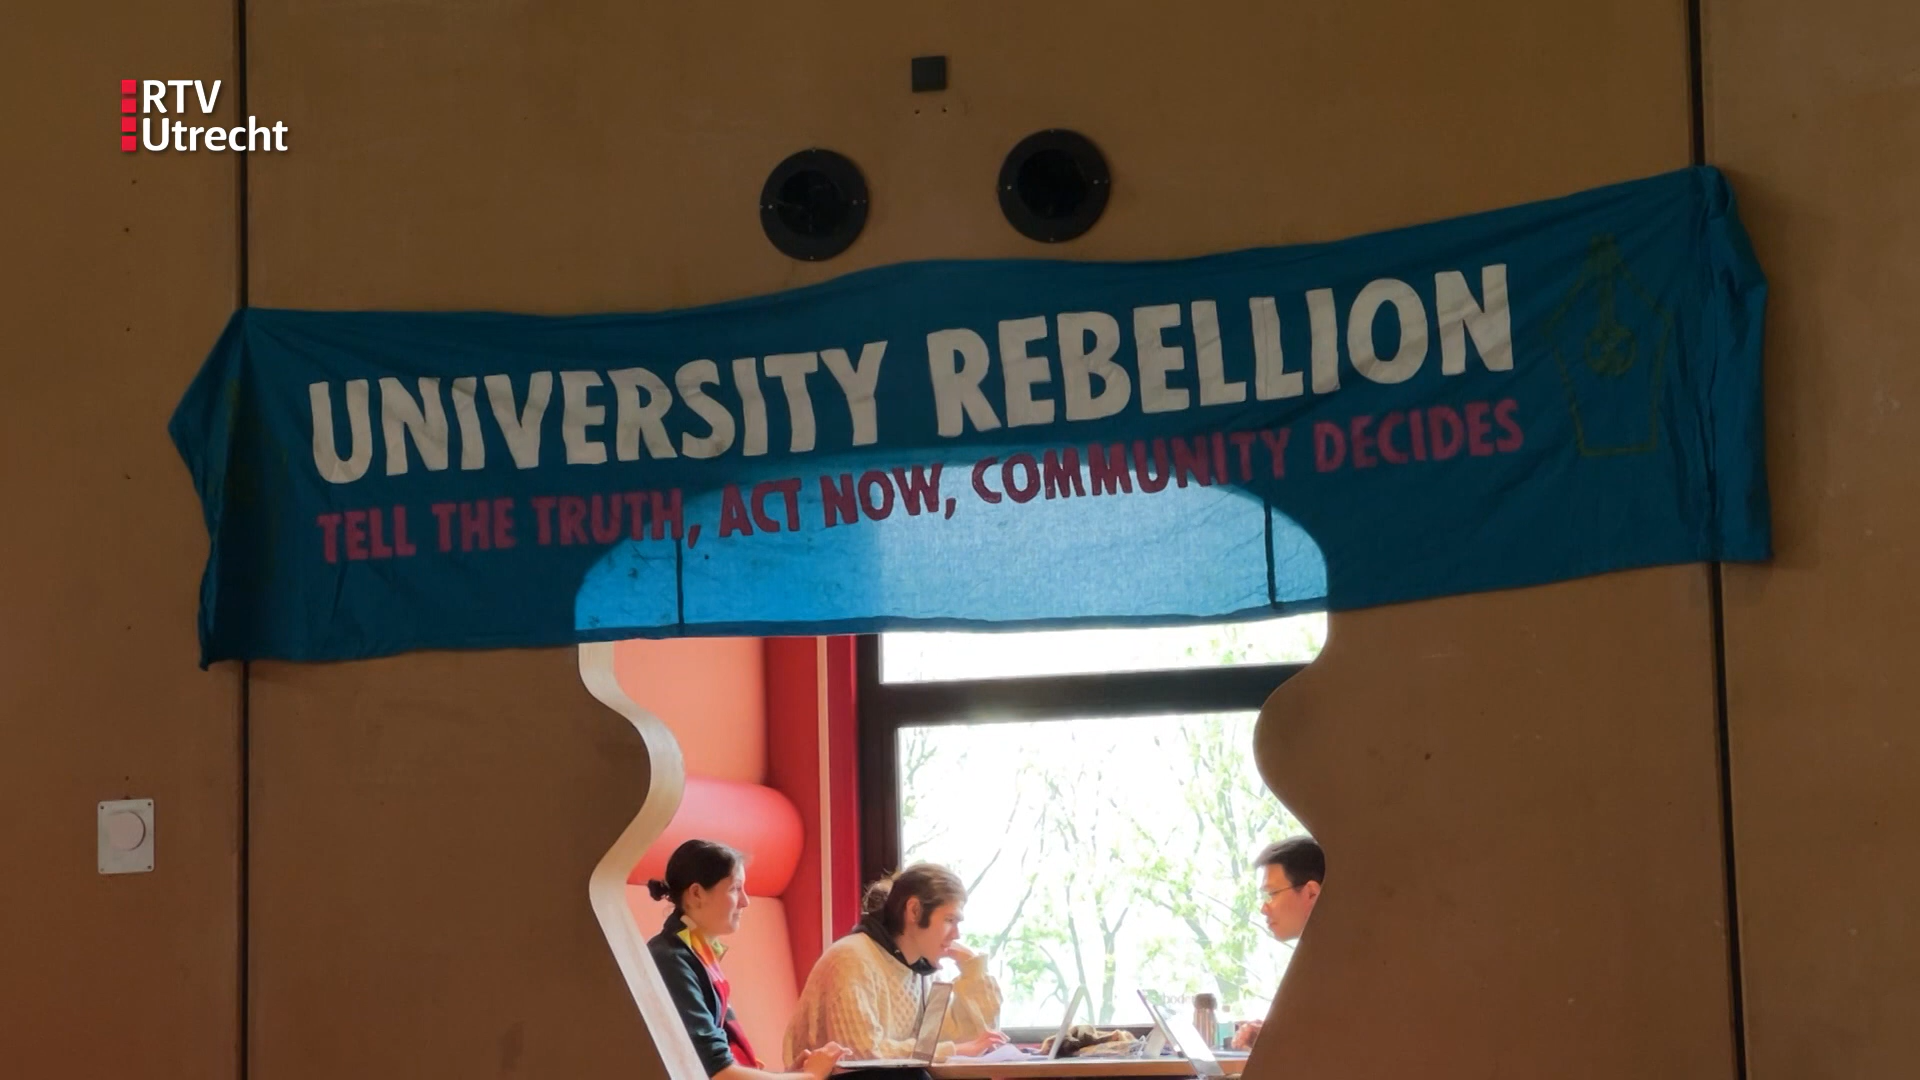 RTV
Utrecht
UNIVERSITY REBELLION
TELL THE TRUTH, ACT NOW, COMMUNITY DECIDES